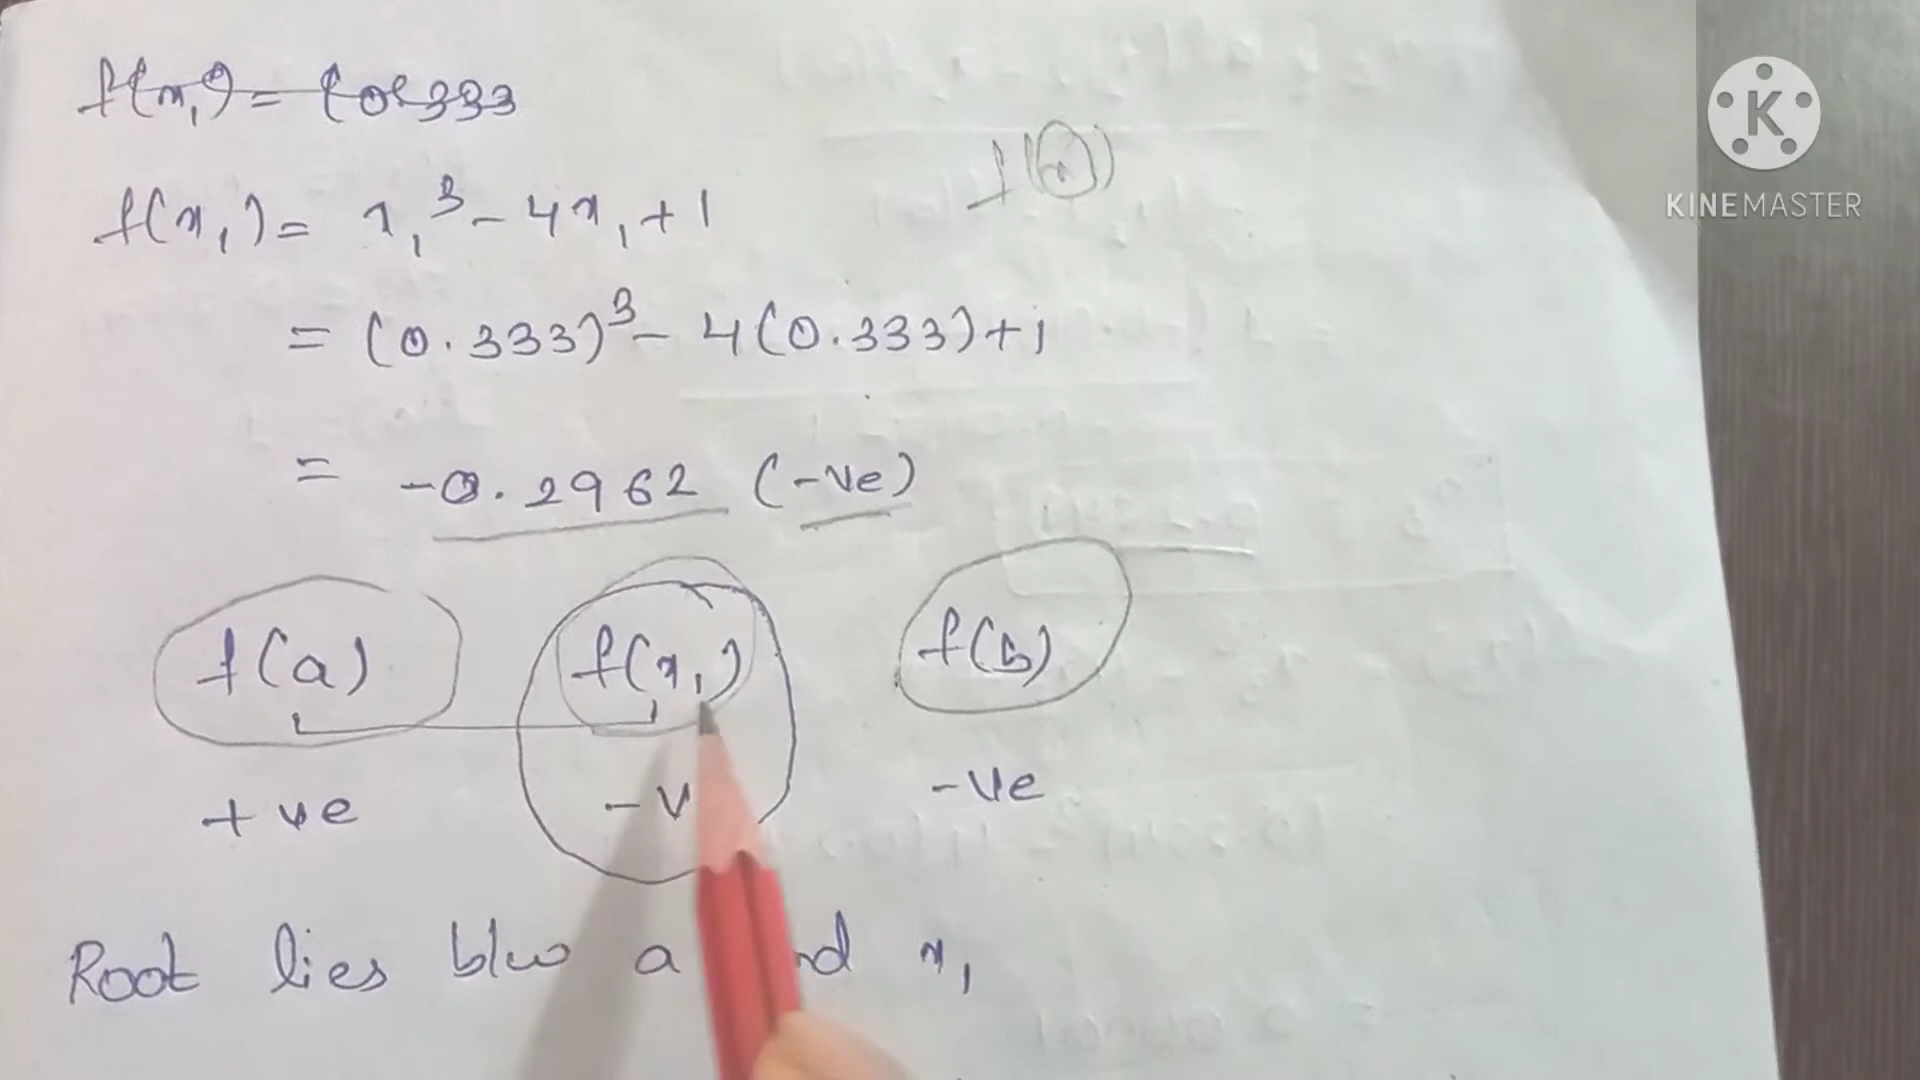 f(x₁) = (0.333
f(x)
K
KINEMASTER
f(x₁) = x₁³ - 4x₁ + 1
= (0.333)³ - 4(0.333) + 1
= -0.2962 (-ve)
f(a) f(x₁) f(b)
+ve -v -ve
Root lies b/w a nd x₁